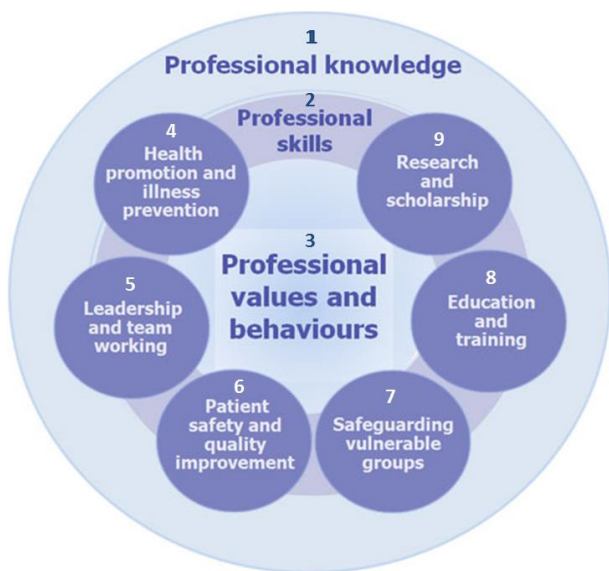 1
Professional knowledge
2
Professional
skills
3
Professional
values and
behaviours
4
Health
promotion and
illness
prevention
5
Leadership
and team
working
6
Patient
safety and
quality
improvement
7
Safeguarding
vulnerable
groups
8
Education
and
training
9
Research
and
scholarship